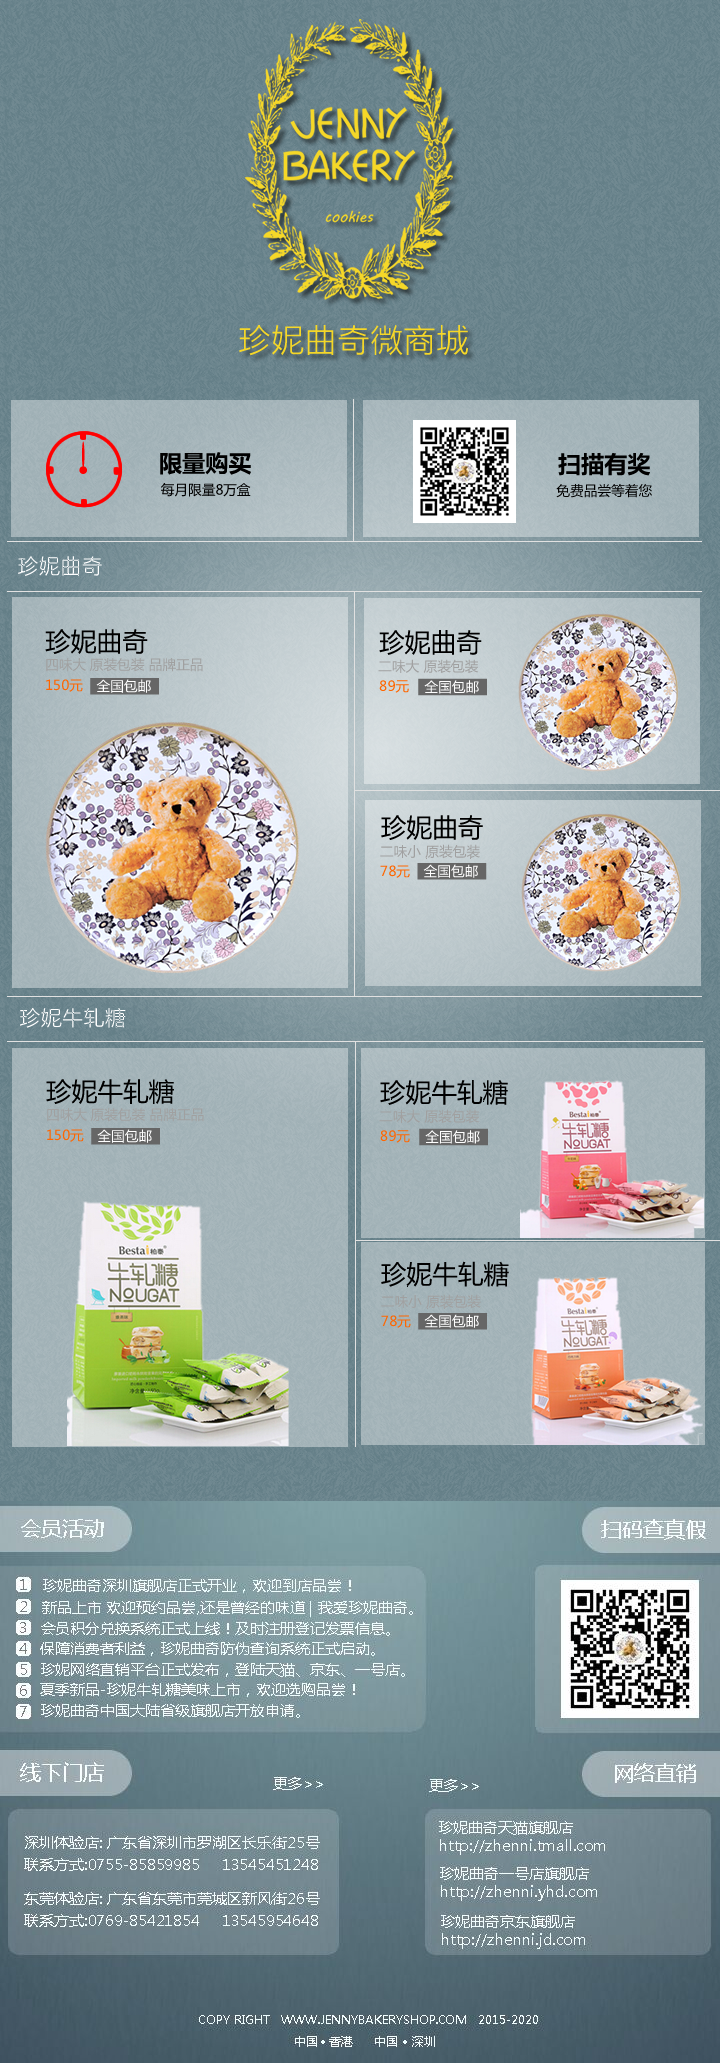 JENNY
BAKERY
cookies
珍妮曲奇微商城
限量购买
每月限量8万盒
扫描有奖
免费品尝等着您
珍妮曲奇
珍妮曲奇
四味大 原装包装 品牌正品
150元 全国包邮
珍妮曲奇
二味大 原装包装
89元 全国包邮
珍妮曲奇
二味小 原装包装
78元 全国包邮
珍妮牛轧糖
珍妮牛轧糖
四味大 原装包装 品牌正品
150元 全国包邮
Besta 柏泰
牛轧糖
NOUGAT
珍妮牛轧糖
二味大 原装包装
89元 全国包邮
Besta 柏泰
牛轧糖
NOUGAT
珍妮牛轧糖
二味小 原装包装
78元 全国包邮
Besta 柏泰
牛轧糖
NOUGAT
会员活动
扫码查真假
1 珍妮曲奇深圳旗舰店正式开业，欢迎到店品尝！
2 新品上市 欢迎预约品尝,还是曾经的味道|我爱珍妮曲奇。
3 会员积分兑换系统正式上线！及时注册登记发票信息。
4 保障消费者利益，珍妮曲奇防伪查询系统正式启动。
5 珍妮网络直销平台正式发布，登陆天猫、京东、一号店。
6 夏季新品-珍妮牛轧糖美味上市，欢迎选购品尝！
7 珍妮曲奇中国大陆省级旗舰店开放申请。
线下门店
更多>>
更多>>
网络直销
深圳体验店: 广东省深圳市罗湖区长乐街25号
联系方式:0755-85859985 13545451248
东莞体验店: 广东省东莞市莞城区新风街26号
联系方式:0769-85421854 13545954648
珍妮曲奇天猫旗舰店
http://zhenni.tmall.com
珍妮曲奇一号店旗舰店
http://zhenni.yhd.com
珍妮曲奇京东旗舰店
http://zhenni.jd.com
COPY RIGHT WWW.JENNYBAKERYSHOP.COM 2015-2020
中国•香港 中国•深圳